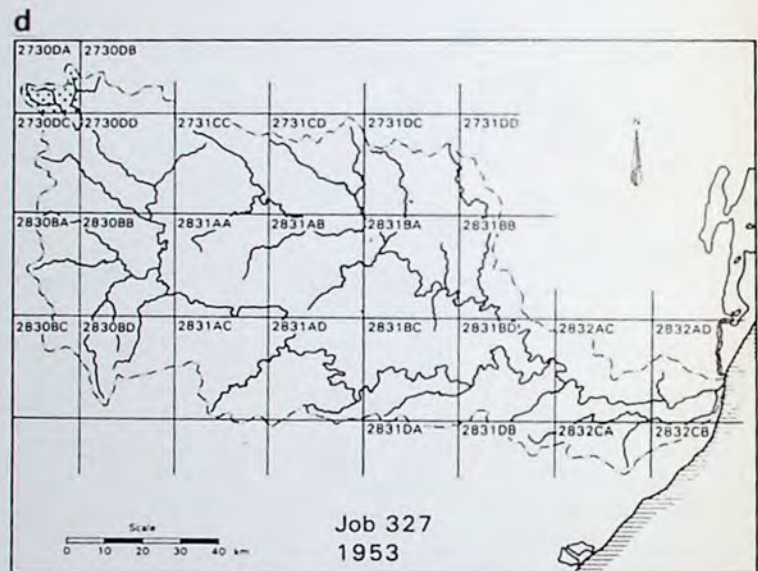 d
2730DA 2730DB
2730DC 2730DD 2731CC 2731CD 2731DC 2731DD
N
2830BA 2830BB 2831AA 2831AB 2831BA 2831BB
2830BC 2830BD 2831AC 2831AD 2831BC 2831BD 2832AC 2832AD
2831DA 2831DB 2832CA 2832CB
Scale
0 10 20 30 40 km
Job 327
1953